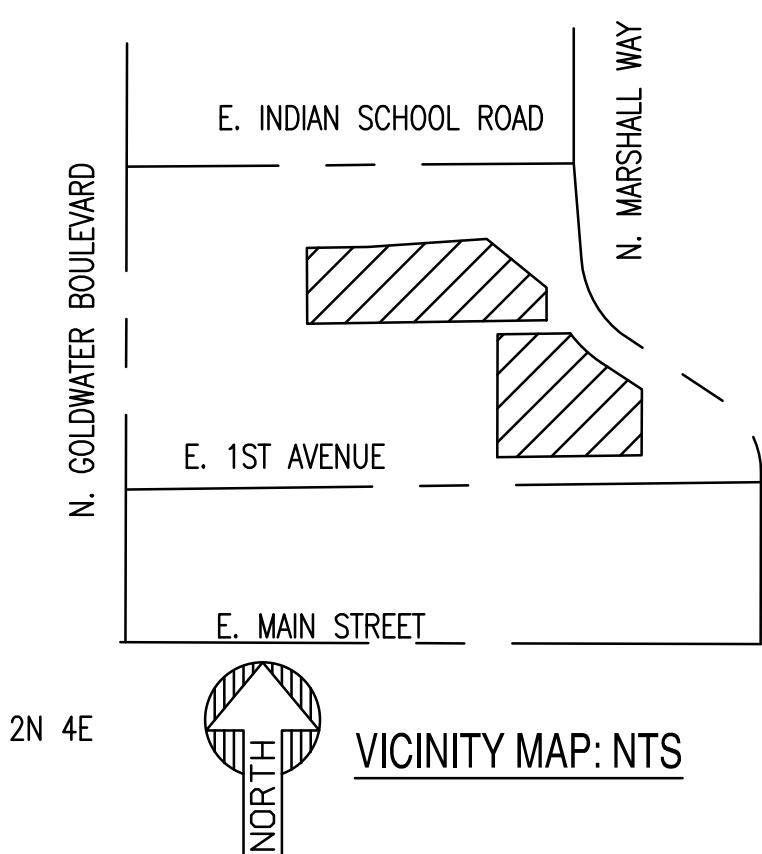 E. INDIAN SCHOOL ROAD
N. MARSHALL WAY
N. GOLDWATER BOULEVARD
E. 1ST AVENUE
E. MAIN STREET
2N 4E
NORTH
VICINITY MAP: NTS